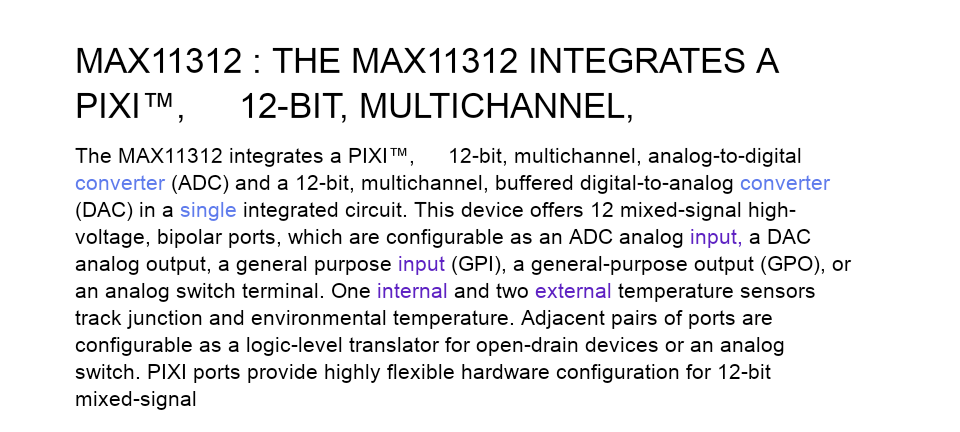 MAX11312 : THE MAX11312 INTEGRATES A
PIXI™, 12-BIT, MULTICHANNEL,
The MAX11312 integrates a PIXI™, 12-bit, multichannel, analog-to-digital
converter (ADC) and a 12-bit, multichannel, buffered digital-to-analog converter
(DAC) in a single integrated circuit. This device offers 12 mixed-signal high-
voltage, bipolar ports, which are configurable as an ADC analog input, a DAC
analog output, a general purpose input (GPI), a general-purpose output (GPO), or
an analog switch terminal. One internal and two external temperature sensors
track junction and environmental temperature. Adjacent pairs of ports are
configurable as a logic-level translator for open-drain devices or an analog
switch. PIXI ports provide highly flexible hardware configuration for 12-bit
mixed-signal